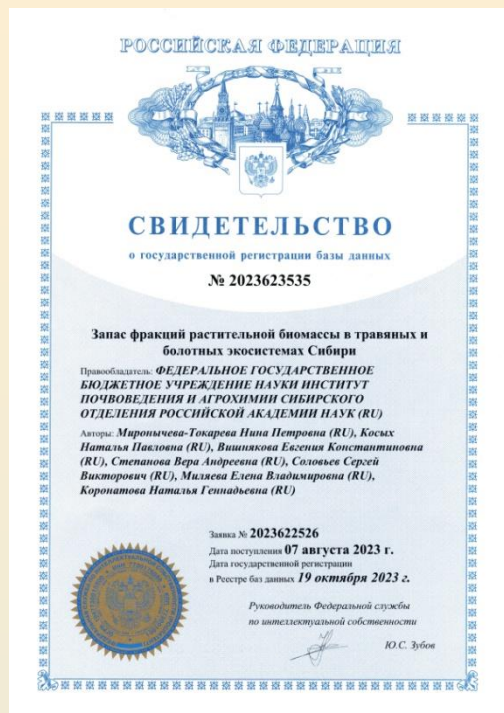 РОССИЙСКАЯ ФЕДЕРАЦИЯ
СВИДЕТЕЛЬСТВО
о государственной регистрации базы данных
№ 2023623535
Запас фракций растительной биомассы в травяных и
болотных экосистемах Сибири
Правообладатель: ФЕДЕРАЛЬНОЕ ГОСУДАРСТВЕННОЕ
БЮДЖЕТНОЕ УЧРЕЖДЕНИЕ НАУКИ ИНСТИТУТ
ПОЧВОВЕДЕНИЯ И АГРОХИМИИ СИБИРСКОГО
ОТДЕЛЕНИЯ РОССИЙСКОЙ АКАДЕМИИ НАУК (RU)
Авторы: Миронычева-Токарева Нина Петровна (RU), Косых
Наталья Павловна (RU), Вишнякова Евгения Константиновна
(RU), Степанова Вера Андреевна (RU), Соловьев Сергей
Викторович (RU), Миляева Елена Владимировна (RU),
Коронатова Наталья Геннадьевна (RU)
Заявка № 2023622526
Дата поступления 07 августа 2023 г.
Дата государственной регистрации
в Реестре баз данных 19 октября 2023 г.
Руководитель Федеральной службы
по интеллектуальной собственности
Ю.С. Зубов